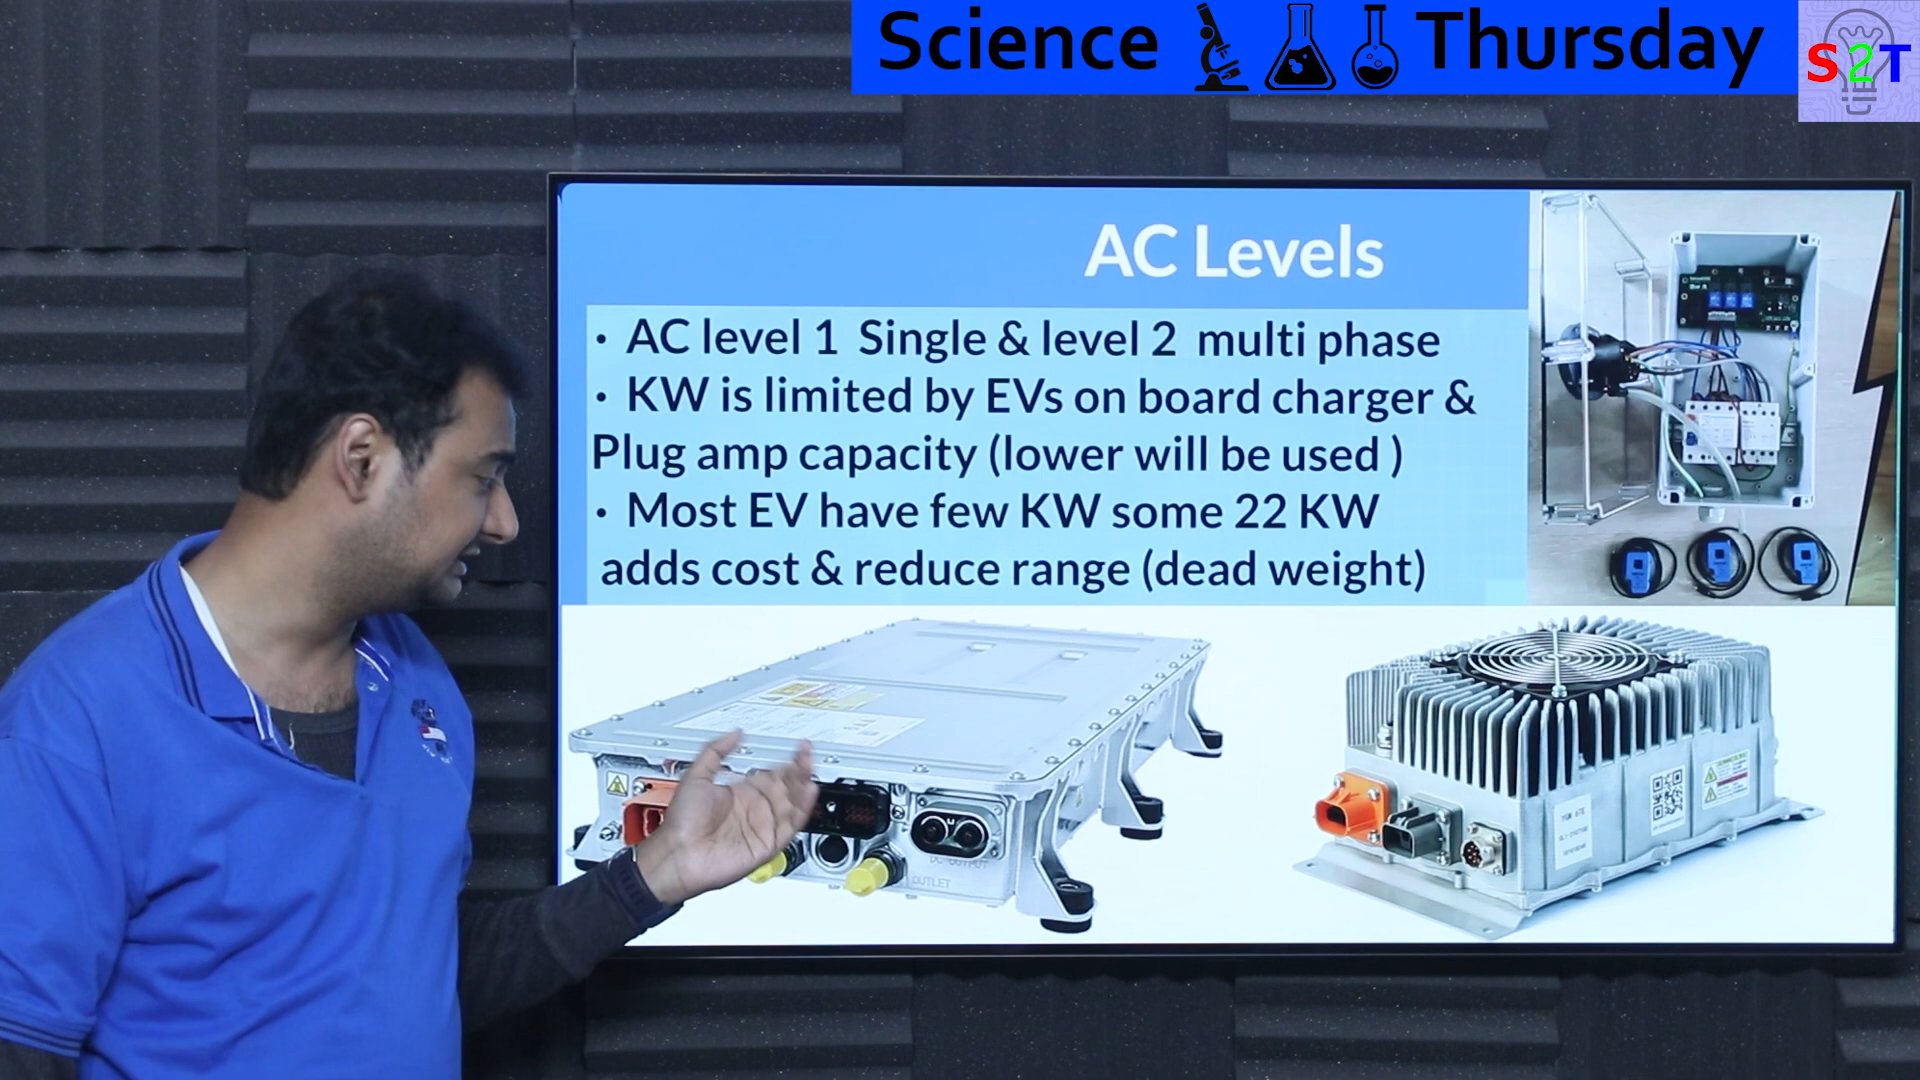 Science Thursday
S2T
AC Levels
• AC level 1 Single & level 2 multi phase
• KW is limited by EVs on board charger &
Plug amp capacity (lower will be used )
• Most EV have few KW some 22 KW
adds cost & reduce range (dead weight)
DC OUTPUT
OUTLET